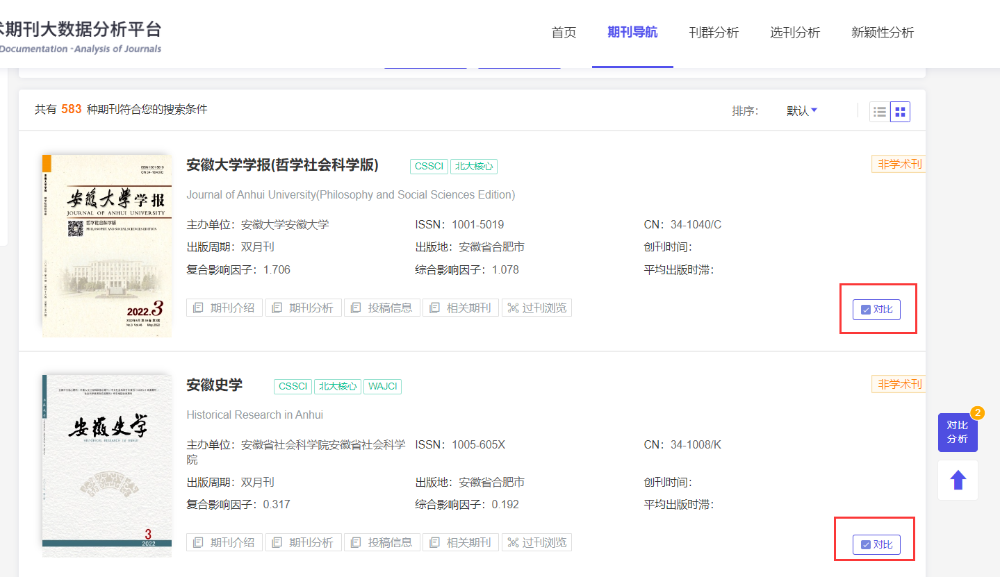 术期刊大数据分析平台
Documentation - Analysis of Journals
首页 期刊导航 刊群分析 选刊分析 新颖性分析
共有 583 种期刊符合您的搜索条件 排序： 默认
安徽大学学报(哲学社会科学版) CSSCI 北大核心 非学术刊
Journal of Anhui University(Philosophy and Social Sciences Edition)
主办单位：安徽大学安徽大学 ISSN：1001-5019 CN：34-1040/C
出版周期：双月刊 出版地：安徽省合肥市 创刊时间：
复合影响因子：1.706 综合影响因子：1.078 平均出版时滞：
期刊介绍 期刊分析 投稿信息 相关期刊 过刊浏览 对比
ISSN 1001-5019
CN 34-1040/C
安徽大学学报
JOURNAL OF ANHUI UNIVERSITY
哲学社会科学版
PHILOSOPHY AND SOCIAL SCIENCES EDITION
2022.3
安徽史学 CSSCI 北大核心 WAJCI 非学术刊
Historical Research in Anhui
主办单位：安徽省社会科学院安徽省社会科学院 ISSN：1005-605X CN：34-1008/K
出版周期：双月刊 出版地：安徽省合肥市 创刊时间：
复合影响因子：0.317 综合影响因子：0.192 平均出版时滞：
期刊介绍 期刊分析 投稿信息 相关期刊 过刊浏览 对比
安徽史学
HISTORICAL RESEARCH IN ANHUI
3
2022
2
对比
分析